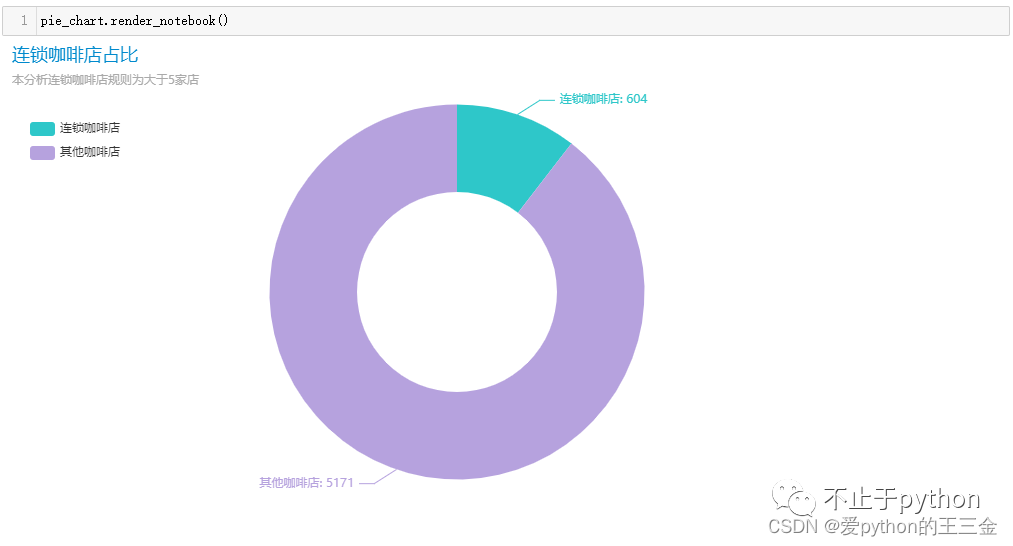 1 pie_chart.render_notebook()
连锁咖啡店占比
本分析连锁咖啡店规则为大于5家店
连锁咖啡店: 604
连锁咖啡店
其他咖啡店
其他咖啡店: 5171
不止于python
CSDN @爱python的王三金